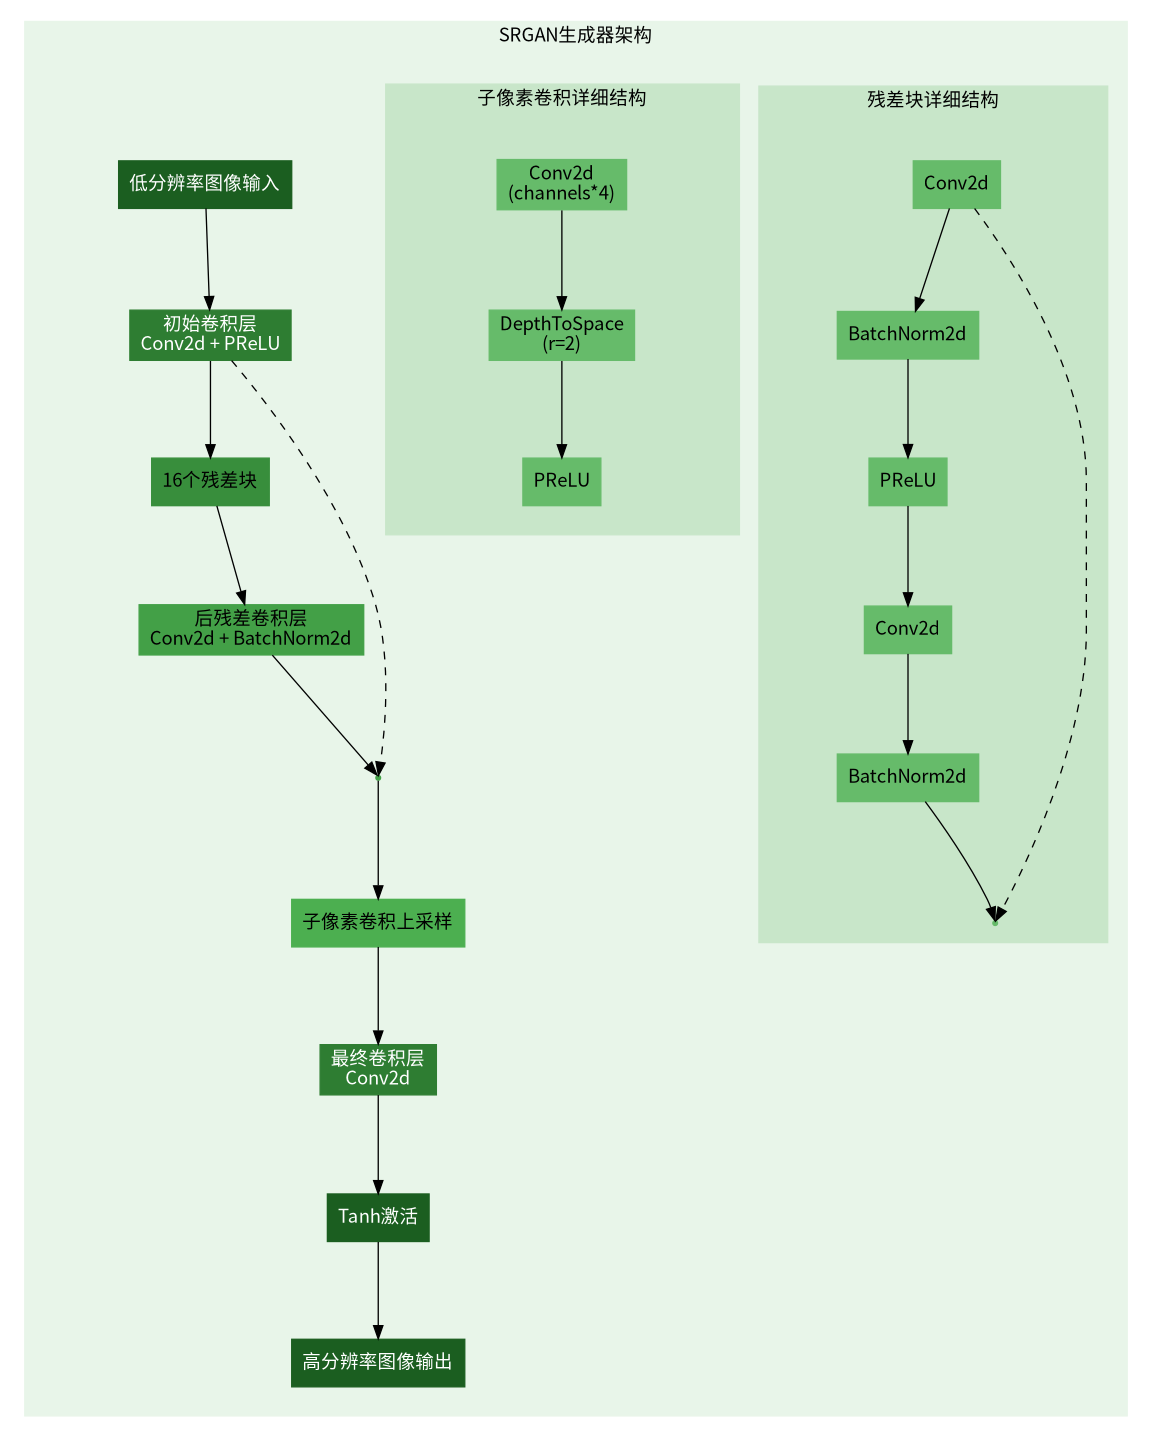 SRGAN生成器架构
低分辨率图像输入
初始卷积层
Conv2d + PReLU
16个残差块
后残差卷积层
Conv2d + BatchNorm2d
子像素卷积上采样
最终卷积层
Conv2d
Tanh激活
高分辨率图像输出
子像素卷积详细结构
Conv2d
(channels*4)
DepthToSpace
(r=2)
PReLU
残差块详细结构
Conv2d
BatchNorm2d
PReLU
Conv2d
BatchNorm2d